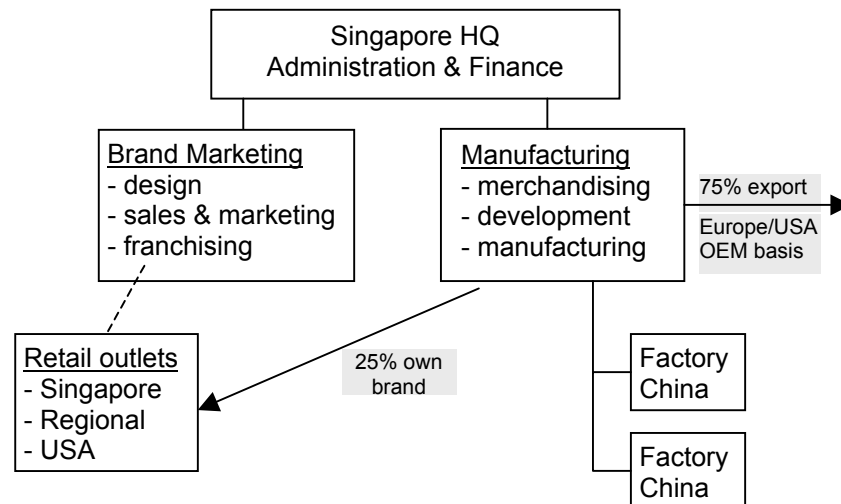 Singapore HQ
Administration & Finance
Brand Marketing
- design
- sales & marketing
- franchising
Manufacturing
- merchandising
- development
- manufacturing
75% export
Europe/USA
OEM basis
Retail outlets
- Singapore
- Regional
- USA
25% own
brand
Factory
China
Factory
China